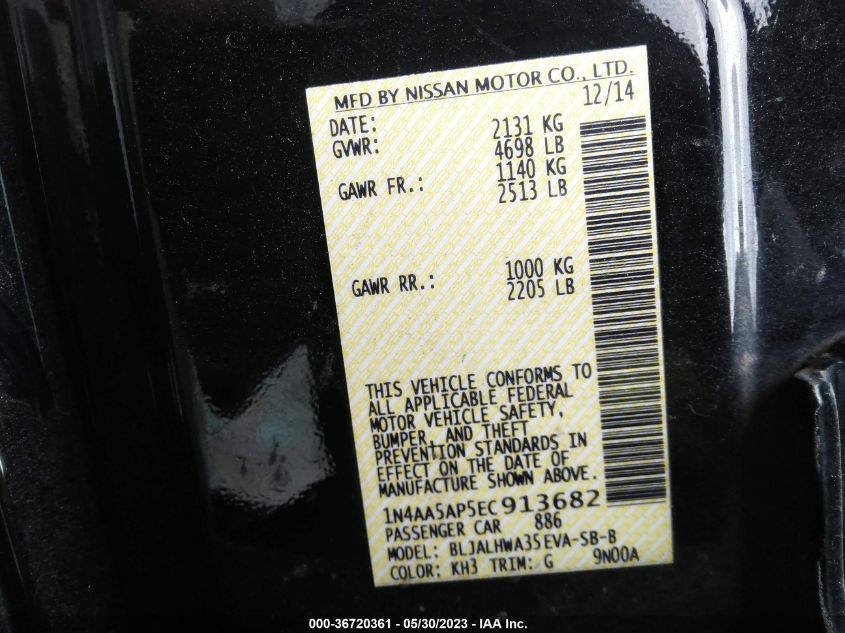 MFD BY NISSAN MOTOR CO., LTD.
DATE: 12/14
GVWR: 2131 KG
4698 LB
GAWR FR.: 1140 KG
2513 LB
GAWR RR.: 1000 KG
2205 LB
THIS VEHICLE CONFORMS TO
ALL APPLICABLE FEDERAL
MOTOR VEHICLE SAFETY,
BUMPER, AND THEFT
PREVENTION STANDARDS IN
EFFECT ON THE DATE OF
MANUFACTURE SHOWN ABOVE.
1N4AA5AP5EC913682
PASSENGER CAR 886
MODEL: BLJALHWA35EVA-SB-B
COLOR: KH3 TRIM: G 9N00A
000-36720361 - 05/30/2023 - IAA Inc.